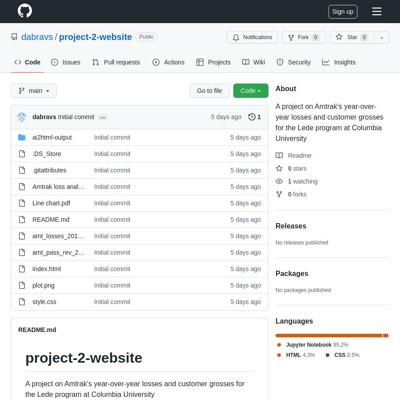 Sign up
dabravs / project-2-website Public
Notifications
Fork 0
Star 0
Code
Issues
Pull requests
Actions
Projects
Wiki
Security
Insights
main
Go to file
Code
dabravs Initial commit ... 5 days ago 1
ai2html-output Initial commit 5 days ago
.DS_Store Initial commit 5 days ago
.gitattributes Initial commit 5 days ago
Amtrak loss anal... Initial commit 5 days ago
Line chart.pdf Initial commit 5 days ago
README.md Initial commit 5 days ago
amt_losses_201... Initial commit 5 days ago
amt_pass_rev_2... Initial commit 5 days ago
index.html Initial commit 5 days ago
plot.png Initial commit 5 days ago
style.css Initial commit 5 days ago
README.md
project-2-website
A project on Amtrak's year-over-year losses and customer grosses for
the Lede program at Columbia University
About
A project on Amtrak's year-over-
year losses and customer grosses
for the Lede program at Columbia
University
Readme
0 stars
1 watching
0 forks
Releases
No releases published
Packages
No packages published
Languages
Jupyter Notebook 95.2%
HTML 4.3%
CSS 0.5%